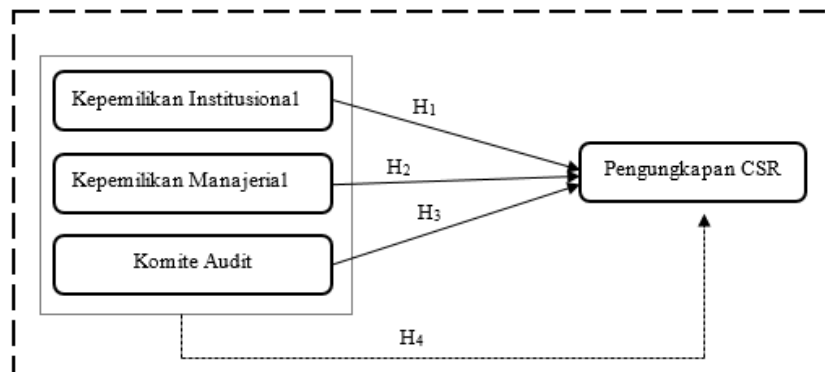 Kepemilikan Institusional
H1
Kepemilikan Manajerial
H2
Pengungkapan CSR
H3
Komite Audit
H4